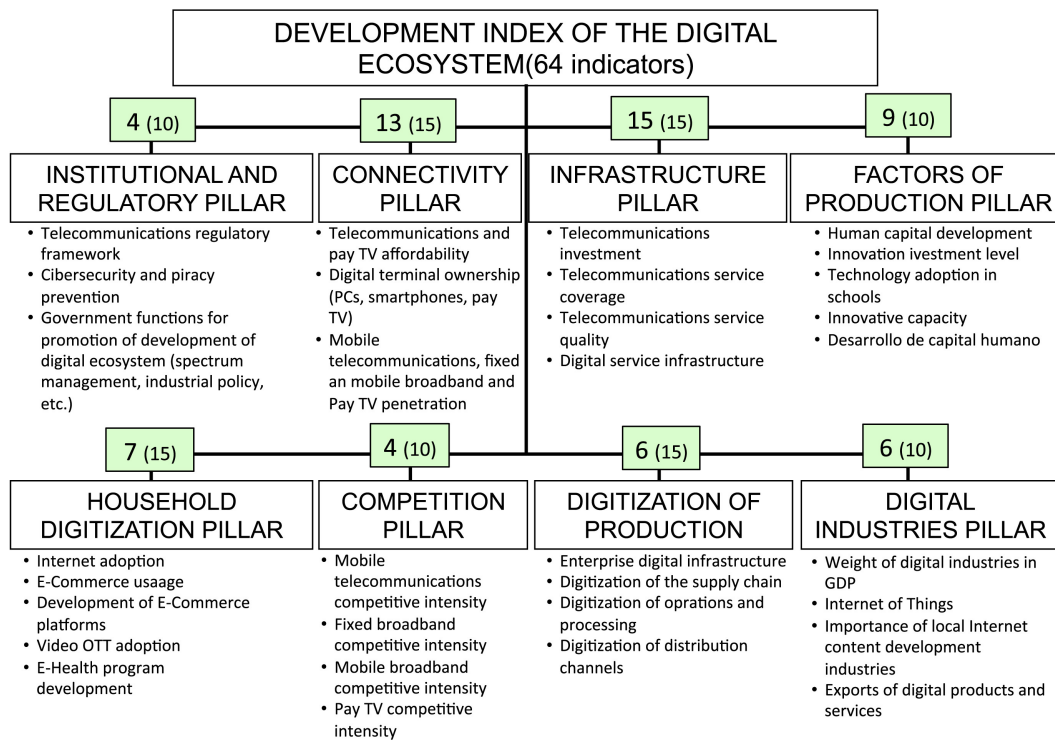 DEVELOPMENT INDEX OF THE DIGITAL
ECOSYSTEM(64 indicators)
4 (10)
13 (15)
15 (15)
9 (10)
INSTITUTIONAL AND
REGULATORY PILLAR
• Telecommunications regulatory
framework
• Cibersecurity and piracy
prevention
• Government functions for
promotion of development of
digital ecosystem (spectrum
management, industrial policy,
etc.)
CONNECTIVITY
PILLAR
• Telecommunications and
pay TV affordability
• Digital terminal ownership
(PCs, smartphones, pay
TV)
• Mobile
telecommunications, fixed
an mobile broadband and
Pay TV penetration
INFRASTRUCTURE
PILLAR
• Telecommunications
investment
• Telecommunications service
coverage
• Telecommunications service
quality
• Digital service infrastructure
FACTORS OF
PRODUCTION PILLAR
• Human capital development
• Innovation ivestment level
• Technology adoption in
schools
• Innovative capacity
• Desarrollo de capital humano
7 (15)
4 (10)
6 (15)
6 (10)
HOUSEHOLD
DIGITIZATION PILLAR
• Internet adoption
• E-Commerce usaage
• Development of E-Commerce
platforms
• Video OTT adoption
• E-Health program
development
COMPETITION
PILLAR
• Mobile
telecommunications
competitive intensity
• Fixed broadband
competitive intensity
• Mobile broadband
competitive intensity
• Pay TV competitive
intensity
DIGITIZATION OF
PRODUCTION
• Enterprise digital infrastructure
• Digitization of the supply chain
• Digitization of oprations and
processing
• Digitization of distribution
channels
DIGITAL
INDUSTRIES PILLAR
• Weight of digital industries in
GDP
• Internet of Things
• Importance of local Internet
content development
industries
• Exports of digital products and
services